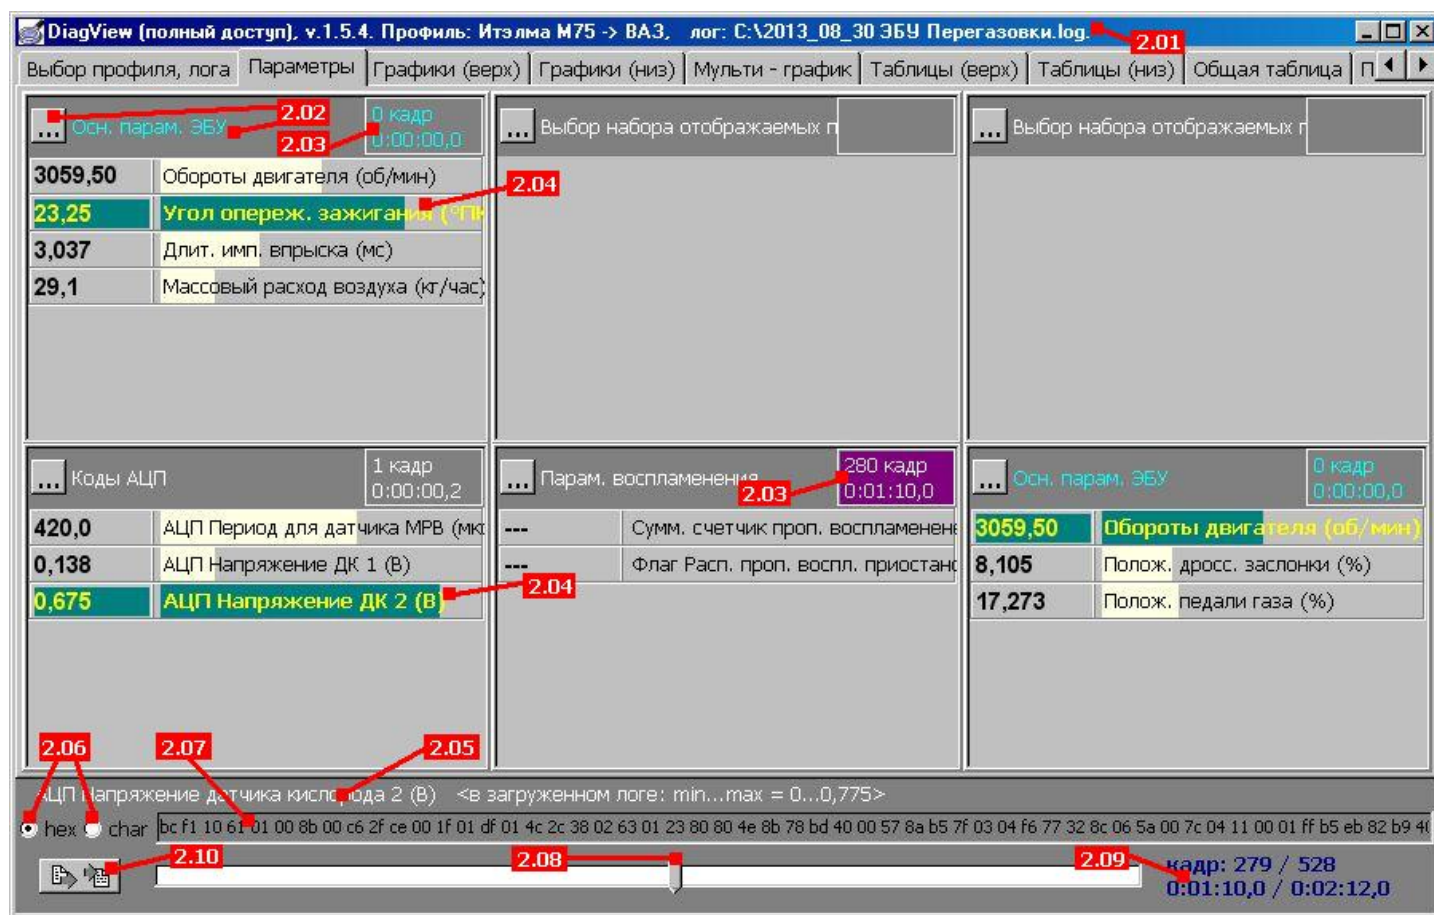 DiagView (полный доступ), v.1.5.4. Профиль: Итэлма М75 -> ВАЗ, лог: C:\2013_08_30 ЭБУ Перегазовки.log.
2.01
Выбор профиля, лога Параметры Графики (верх) Графики (низ) Мульти - график Таблицы (верх) Таблицы (низ) Общая таблица П
... Осн. парам. ЭБУ
2.02
2.03
0 кадр
0:00:00,0
3059,50 Обороты двигателя (об/мин)
23,25 Угол опереж. зажигания (°ПК
2.04
3,037 Длит. имп. впрыска (мс)
29,1 Массовый расход воздуха (кг/час)
... Выбор набора отображаемых п
... Выбор набора отображаемых п
... Коды АЦП
1 кадр
0:00:00,2
420,0 АЦП Период для датчика МРВ (мкс
0,138 АЦП Напряжение ДК 1 (В)
0,675 АЦП Напряжение ДК 2 (В)
2.04
... Парам. воспламенения
2.03
280 кадр
0:01:10,0
--- Сумм. счетчик проп. воспламенен
--- Флаг Расп. проп. воспл. приостано
... Осн. парам. ЭБУ
0 кадр
0:00:00,0
3059,50 Обороты двигателя (об/мин)
8,105 Полож. дросс. заслонки (%)
17,273 Полож. педали газа (%)
2.06 2.07 2.05
АЦП Напряжение датчика кислорода 2 (В) <в загруженном логе: min...max = 0...0,775>
hex char bc f1 10 61 01 00 8b 00 c6 2f ce 00 1f 01 df 01 4c 2c 38 02 63 01 23 80 80 4e 8b 78 bd 40 00 57 8a b5 7f 03 04 f6 77 32 8c 06 5a 00 7c 04 11 00 01 ff b5 eb 82 b9 40
2.10 2.08 2.09
кадр: 279 / 528
0:01:10,0 / 0:02:12,0